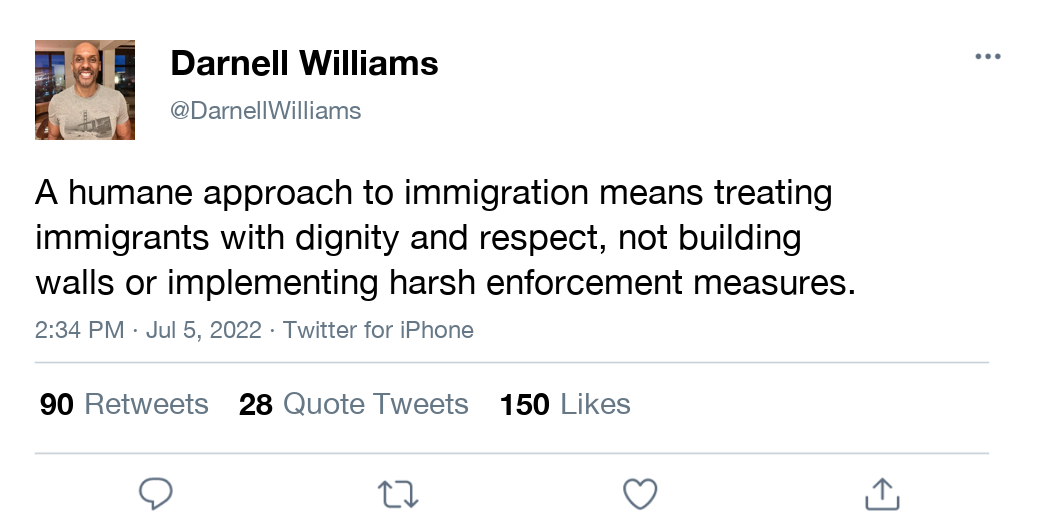 Darnell Williams
@DarnellWilliams
A humane approach to immigration means treating
immigrants with dignity and respect, not building
walls or implementing harsh enforcement measures.
2:34 PM · Jul 5, 2022 · Twitter for iPhone
90 Retweets 28 Quote Tweets 150 Likes